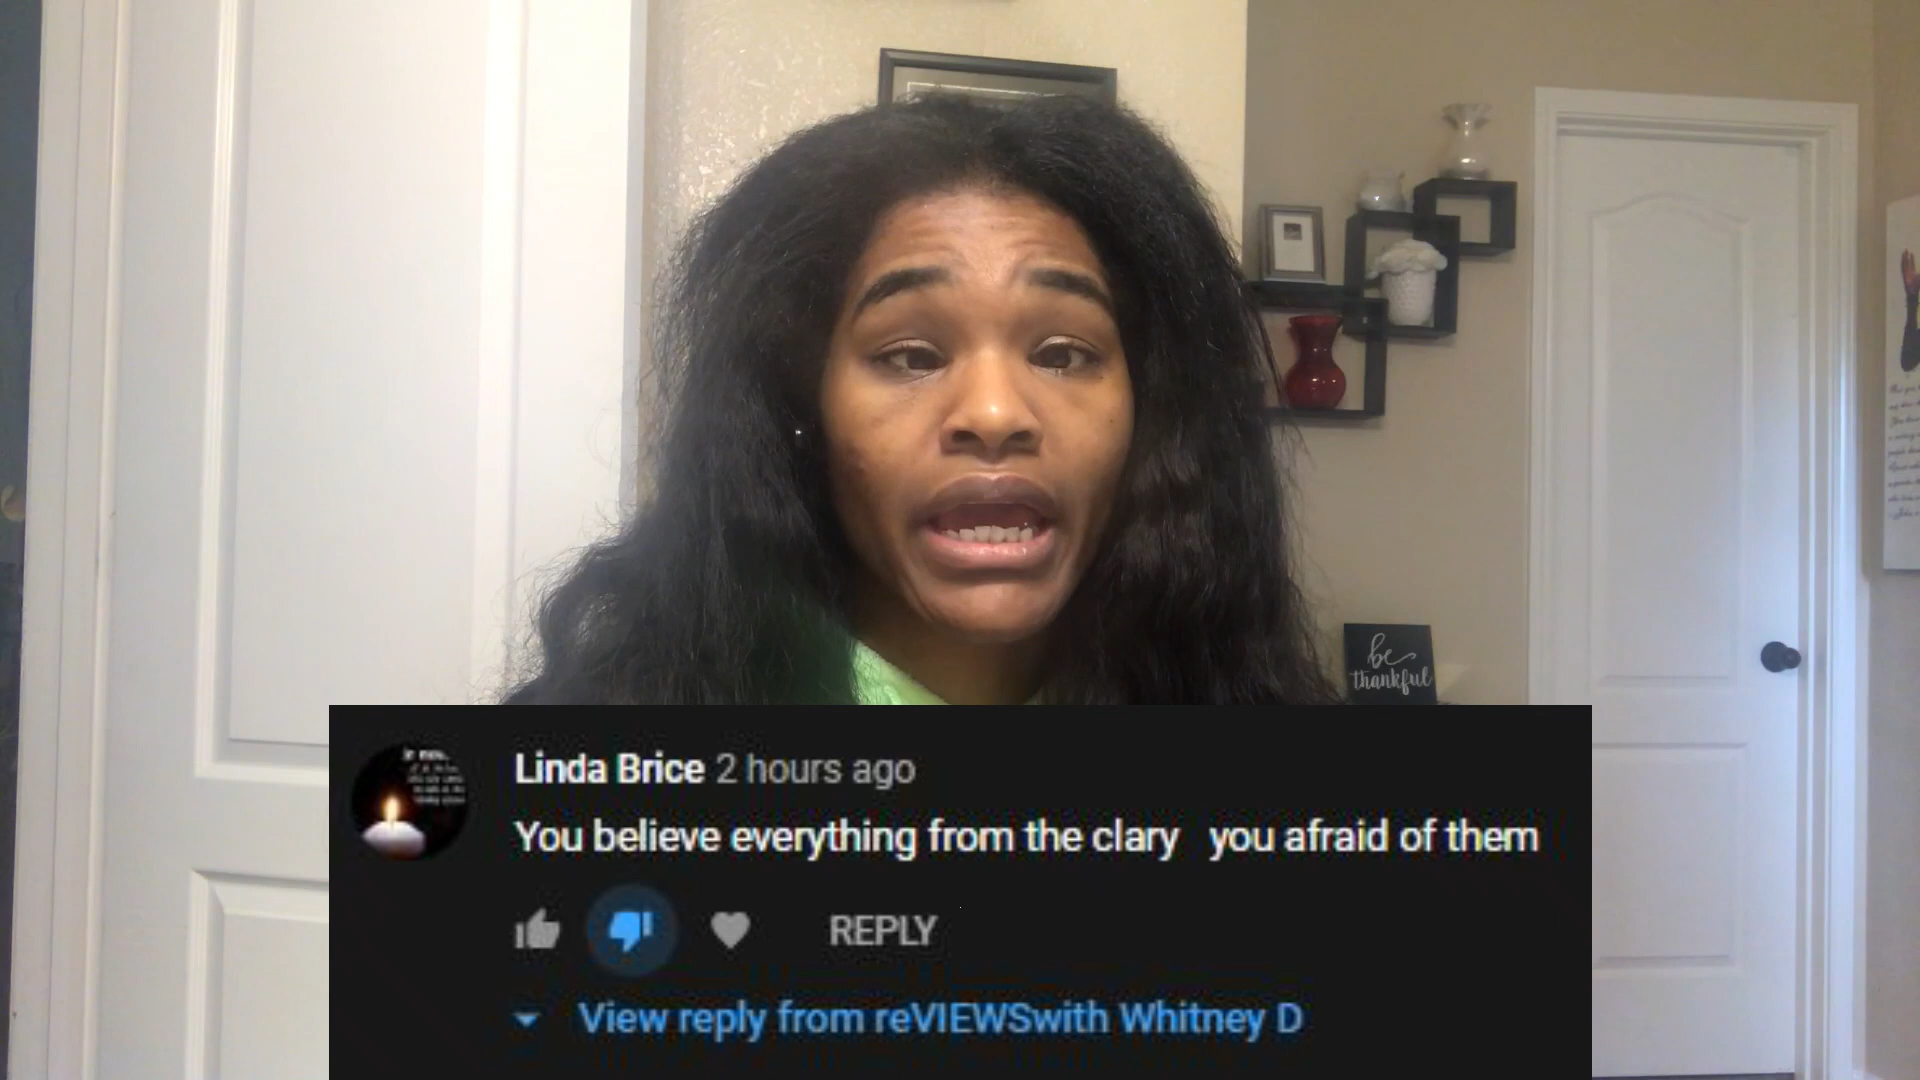 be
thankful
Linda Brice 2 hours ago
You believe everything from the clary you afraid of them
REPLY
View reply from reVIEWSwith Whitney D